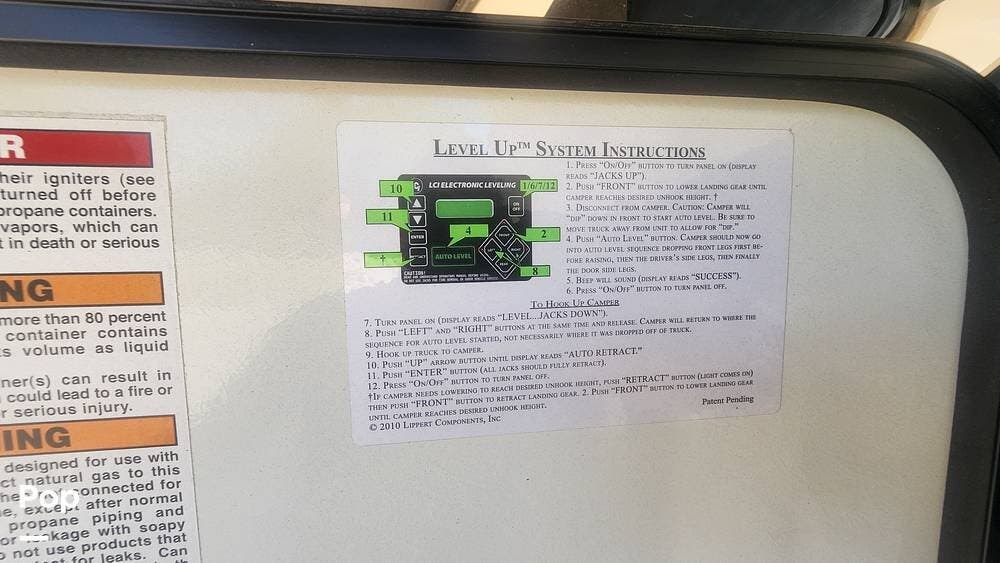 R
heir igniters (see
turned off before
propane containers.
vapors, which can
t in death or serious
NG
more than 80 percent
container contains
s volume as liquid
ner(s) can result in
could lead to a fire or
r serious injury.
ING
designed for use with
ct natural gas to this
connected for
e, except after normal
propane piping and
or leakage with soapy
o not use products that
for leaks. Can
Pop
LEVEL UP™ SYSTEM INSTRUCTIONS
LCI ELECTRONIC LEVELING
10
1/6/7/12
11
4
2
†
8
ON
OFF
ENTER
FRONT
REAR
AUTO LEVEL
CAUTION!
1. PRESS "ON/OFF" BUTTON TO TURN PANEL ON (DISPLAY
READS "JACKS UP").
2. PUSH "FRONT" BUTTON TO LOWER LANDING GEAR UNTIL
CAMPER REACHES DESIRED UNHOOK HEIGHT. †
3. DISCONNECT FROM CAMPER. CAUTION: CAMPER WILL
"DIP" DOWN IN FRONT TO START AUTO LEVEL. BE SURE TO
MOVE TRUCK AWAY FROM UNIT TO ALLOW FOR "DIP."
4. PUSH "AUTO LEVEL" BUTTON. CAMPER SHOULD NOW GO
INTO AUTO LEVEL SEQUENCE DROPPING FRONT LEGS FIRST BE-
FORE RAISING, THEN THE DRIVER'S SIDE LEGS, THEN FINALLY
THE DOOR SIDE LEGS.
5. BEEP WILL SOUND (DISPLAY READS "SUCCESS").
6. PRESS "ON/OFF" BUTTON TO TURN PANEL OFF.
TO HOOK UP CAMPER
7. TURN PANEL ON (DISPLAY READS "LEVEL...JACKS DOWN").
8. PUSH "LEFT" AND "RIGHT" BUTTONS AT THE SAME TIME AND RELEASE. CAMPER WILL RETURN TO WHERE THE
SEQUENCE FOR AUTO LEVEL STARTED, NOT NECESSARILY WHERE IT WAS DROPPED OFF OF TRUCK.
9. HOOK UP TRUCK TO CAMPER.
10. PUSH "UP" ARROW BUTTON UNTIL DISPLAY READS "AUTO RETRACT."
11. PUSH "ENTER" BUTTON (ALL JACKS SHOULD FULLY RETRACT).
12. PRESS "ON/OFF" BUTTON TO TURN PANEL OFF.
†IF CAMPER NEEDS LOWERING TO REACH DESIRED UNHOOK HEIGHT, PUSH "RETRACT" BUTTON (LIGHT COMES ON)
THEN PUSH "FRONT" BUTTON TO RETRACT LANDING GEAR. 2. PUSH "FRONT" BUTTON TO LOWER LANDING GEAR
UNTIL CAMPER REACHES DESIRED UNHOOK HEIGHT.
© 2010 LIPPERT COMPONENTS, INC
Patent Pending